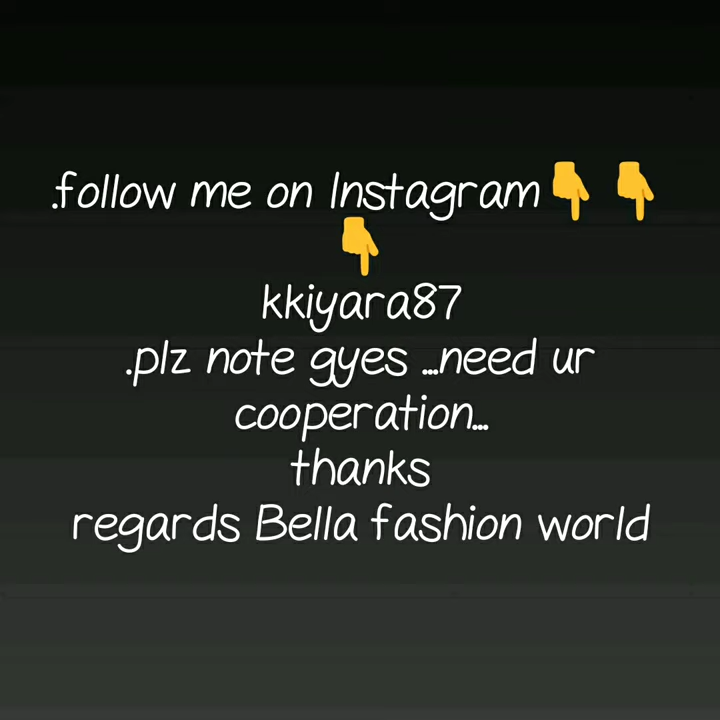 .follow me on Instagram👇 👇
👇
kkiyara87
.plz note gyes ...need ur
cooperation...
thanks
regards Bella fashion world